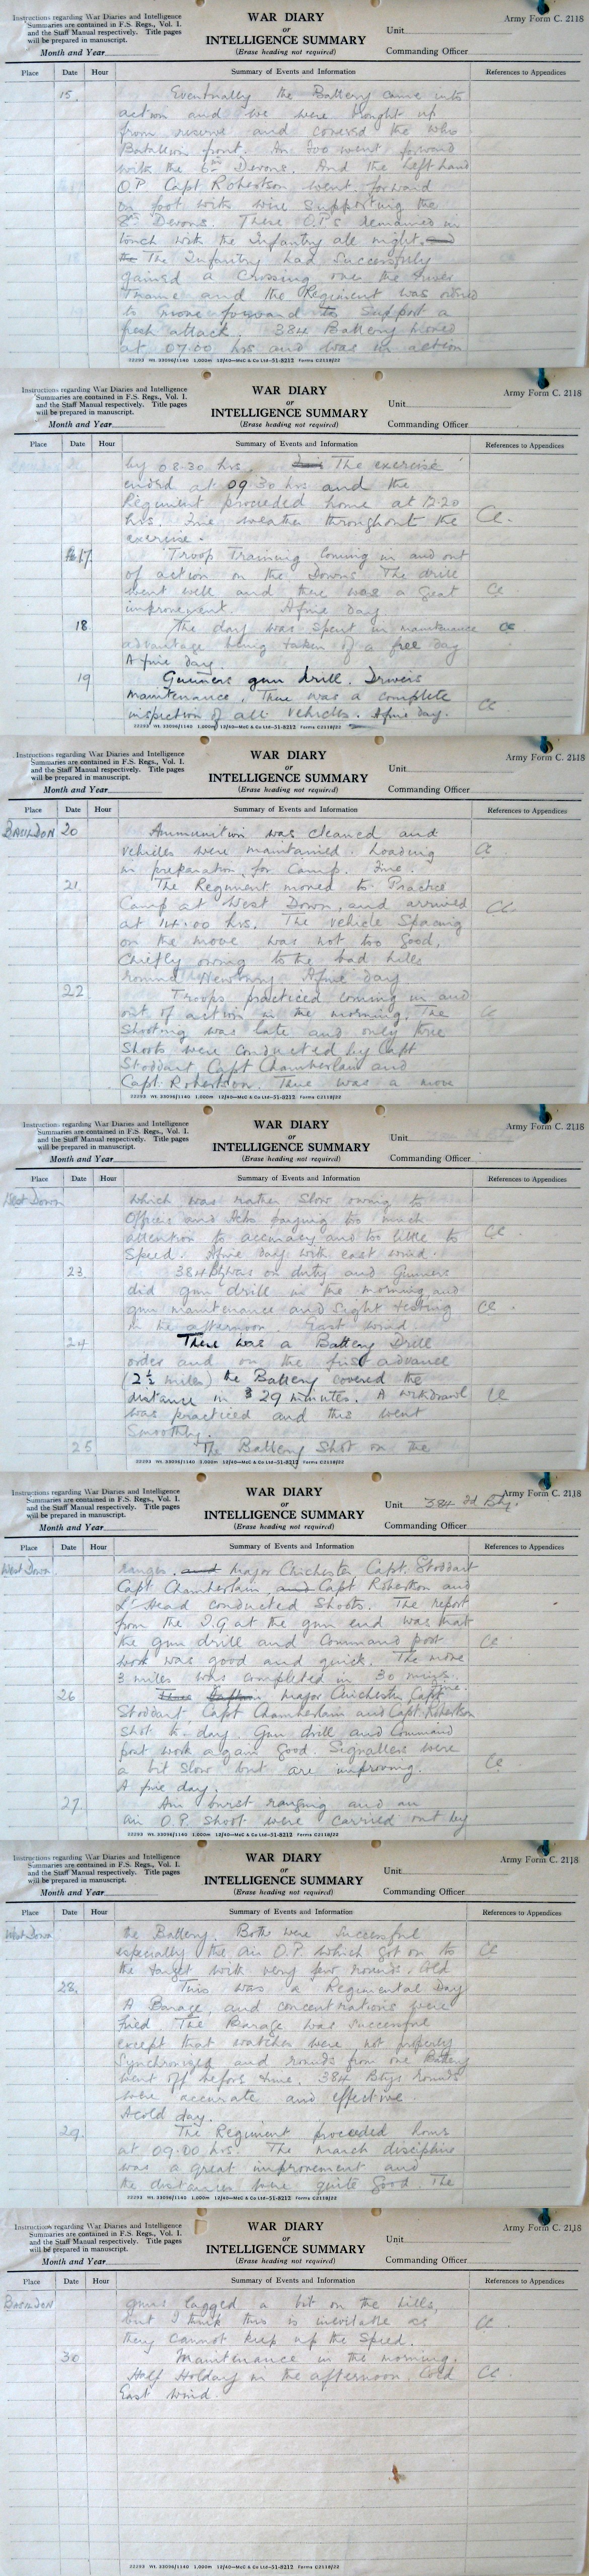 Instructions regarding War Diaries and Intelligence
Summaries are contained in F.S. Regs., Vol. I.
and the Staff Manual respectively. Title pages
will be prepared in manuscript.
Month and Year
WAR DIARY
or
INTELLIGENCE SUMMARY
(Erase heading not required)
Army Form C. 2118
Unit
Commanding Officer
Place Date Hour Summary of Events and Information References to Appendices
15. Eventually the Battery came into
action and we were brought up
from reserve and covered the who
Batallion front. In went forward
with the 6th Devons. And the left hand
O.P. Capt Robertson went forward
on foot with wire supporting the
8th Devons. These O.Ps remained in
touch with the Infantry all night.
The Infantry had successfully
gained a crossing over the river
Thame and the Regiment was ordered
to move forward to support a
fresh attack. 384 Battery moved
at 07.00 hrs and was in action
22293 Wt. 33096/1140 1,000m 12/40—McC & Co Ltd—51-8212 Forms C2118/22
Instructions regarding War Diaries and Intelligence
Summaries are contained in F.S. Regs., Vol. I.
and the Staff Manual respectively. Title pages
will be prepared in manuscript.
Month and Year
WAR DIARY
or
INTELLIGENCE SUMMARY
(Erase heading not required)
Army Form C. 2118
Unit
Commanding Officer
Place Date Hour Summary of Events and Information References to Appendices
by 08.30 hrs. The exercise
ended at 09 30 hrs and the
Regiment proceeded home at 12.20
hrs. Fine weather throughout the
exercise.
17. Troop Training coming in and out
of action on the Downs. The drill
went well and there was a great
improvement. A fine day.
18 The day was spent in maintenance
advantage being taken of a free day
A fine day.
19 Gunners gun drill. Drivers
maintenance. There was a complete
inspection of all vehicles. A fine day.
22293 Wt. 33096/1140 1,000m 12/40—McC & Co Ltd—51-8212 Forms C2118/22
Instructions regarding War Diaries and Intelligence
Summaries are contained in F.S. Regs., Vol. I.
and the Staff Manual respectively. Title pages
will be prepared in manuscript.
Month and Year
WAR DIARY
or
INTELLIGENCE SUMMARY
(Erase heading not required)
Army Form C. 2118
Unit
Commanding Officer
Place Date Hour Summary of Events and Information References to Appendices
20 Ammunition was cleaned and
vehicles were maintained. Loading
in preparation for Camp. Fine.
21. The Regiment moved to Practice
Camp at West Down, and arrived
at 14.00 hrs. The vehicle spacing
on the move was not too good,
chiefly owing to the bad hills
round Newbury. A fine day.
22. Troops practiced coming in and
out of action in the morning. The
Shooting was late and only three
Shoots were conducted by Capt
Stoddart, Capt Chamberlain and
Capt. Robertson. There was a move
22293 Wt. 33096/1140 1,000m 12/40—McC & Co Ltd—51-8212 Forms C2118/22
Instructions regarding War Diaries and Intelligence
Summaries are contained in F.S. Regs., Vol. I.
and the Staff Manual respectively. Title pages
will be prepared in manuscript.
Month and Year
WAR DIARY
or
INTELLIGENCE SUMMARY
(Erase heading not required)
Army Form C. 2118
Unit
Commanding Officer
Place Date Hour Summary of Events and Information References to Appendices
West Down which was rather slow owing to
Officers and Acks paying too much
attention to accuracy and too little to
Speed. A fine day with east wind.
23. 384 Bty was on duty and Gunners
did gun drill in the morning and
gun maintenance and Sight testing
in the afternoon. East wind
24 There was a Battery Drill
order and on the first advance
(2½ miles) the Battery covered the
distance in 29 minutes. A withdrawl
was practiced and this went
Smoothly.
25 The Battery Shot on the
22293 Wt. 33096/1140 1,000m 12/40—McC & Co Ltd—51-8212 Forms C2118/22
Instructions regarding War Diaries and Intelligence
Summaries are contained in F.S. Regs., Vol. I.
and the Staff Manual respectively. Title pages
will be prepared in manuscript.
Month and Year
WAR DIARY
or
INTELLIGENCE SUMMARY
(Erase heading not required)
Army Form C. 2118
Unit 384 Fd Bty.
Commanding Officer
Place Date Hour Summary of Events and Information References to Appendices
West Down ranges. and Major Chichester Capt. Stoddart
Capt Chamberlain, and Capt Robertson and
Lt Head conducted Shoots. The report
from the I.G at the gun end was that
the gun drill and Command post
work was good and quick. The move
3 miles was completed in 30 minutes.
Fine.
26 Major Chichester Capt
Stoddart, Capt Chamberlain and Capt. Robertson
shot to-day. Gun drill and Command
post work again good. Signallers were
a bit slow but are improving.
A fine day.
27. Air burst ranging and an
air O.P. Shoot were carried out by
22293 Wt. 33096/1140 1,000m 12/40—McC & Co Ltd—51-8212 Forms C2118/22
Instructions regarding War Diaries and Intelligence
Summaries are contained in F.S. Regs., Vol. I.
and the Staff Manual respectively. Title pages
will be prepared in manuscript.
Month and Year
WAR DIARY
or
INTELLIGENCE SUMMARY
(Erase heading not required)
Army Form C. 2118
Unit
Commanding Officer
Place Date Hour Summary of Events and Information References to Appendices
West Down the Battery. Both were successful
especially the air O.P. which got on to
the target with very few rounds. Cold
28. This was a Regimental Day
A Barage, and concentrations were
fired. The Barage was successful
except that watches were not properly
Synchronized and rounds from one Battery
went off before time. 384 Btys rounds
were accurate and effective.
A cold day.
29. The Regiment proceeded home
at 09.00 hrs. The march discipline
was a great improvement and
the distances were quite good. The
22293 Wt. 33096/1140 1,000m 12/40—McC & Co Ltd—51-8212 Forms C2118/22
Instructions regarding War Diaries and Intelligence
Summaries are contained in F.S. Regs., Vol. I.
and the Staff Manual respectively. Title pages
will be prepared in manuscript.
Month and Year
WAR DIARY
or
INTELLIGENCE SUMMARY
(Erase heading not required)
Army Form C. 2118
Unit
Commanding Officer
Place Date Hour Summary of Events and Information References to Appendices
guns lagged a bit on the hills,
but I think this is inevitable as
they cannot keep up the Speed.
30 Maintenance in the morning.
Half Holiday in the afternoon. Cold
East wind.
22293 Wt. 33096/1140 1,000m 12/40—McC & Co Ltd—51-8212 Forms C2118/22